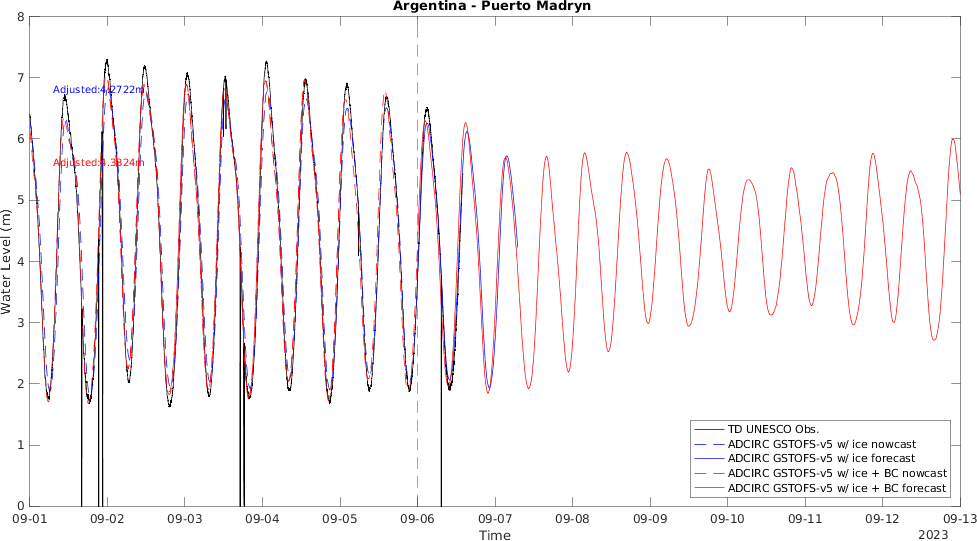 Argentina - Puerto Madryn
8
7
6
5
4
3
2
1
0
Water Level (m)
Adjusted:4.2722m
Adjusted:4.3824m
TD UNESCO Obs.
ADCIRC GSTOFS-v5 w/ ice nowcast
ADCIRC GSTOFS-v5 w/ ice forecast
ADCIRC GSTOFS-v5 w/ ice + BC nowcast
ADCIRC GSTOFS-v5 w/ ice + BC forecast
09-01 09-02 09-03 09-04 09-05 09-06 09-07 09-08 09-09 09-10 09-11 09-12 09-13
Time
2023